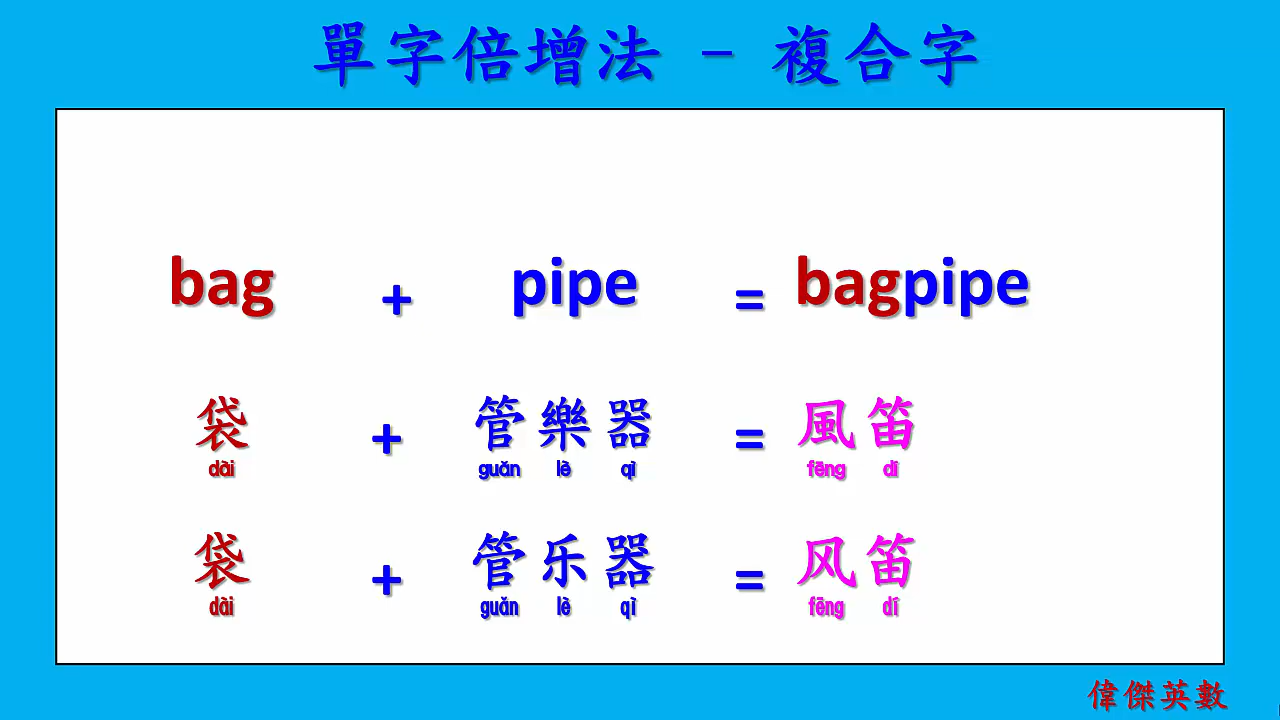 單字倍增法 - 複合字
bag + pipe = bagpipe
袋 + 管樂器 = 風笛
dài guǎn lè qì fēng dí
袋 + 管乐器 = 风笛
dài guǎn lè qì fēng dí
偉傑英數